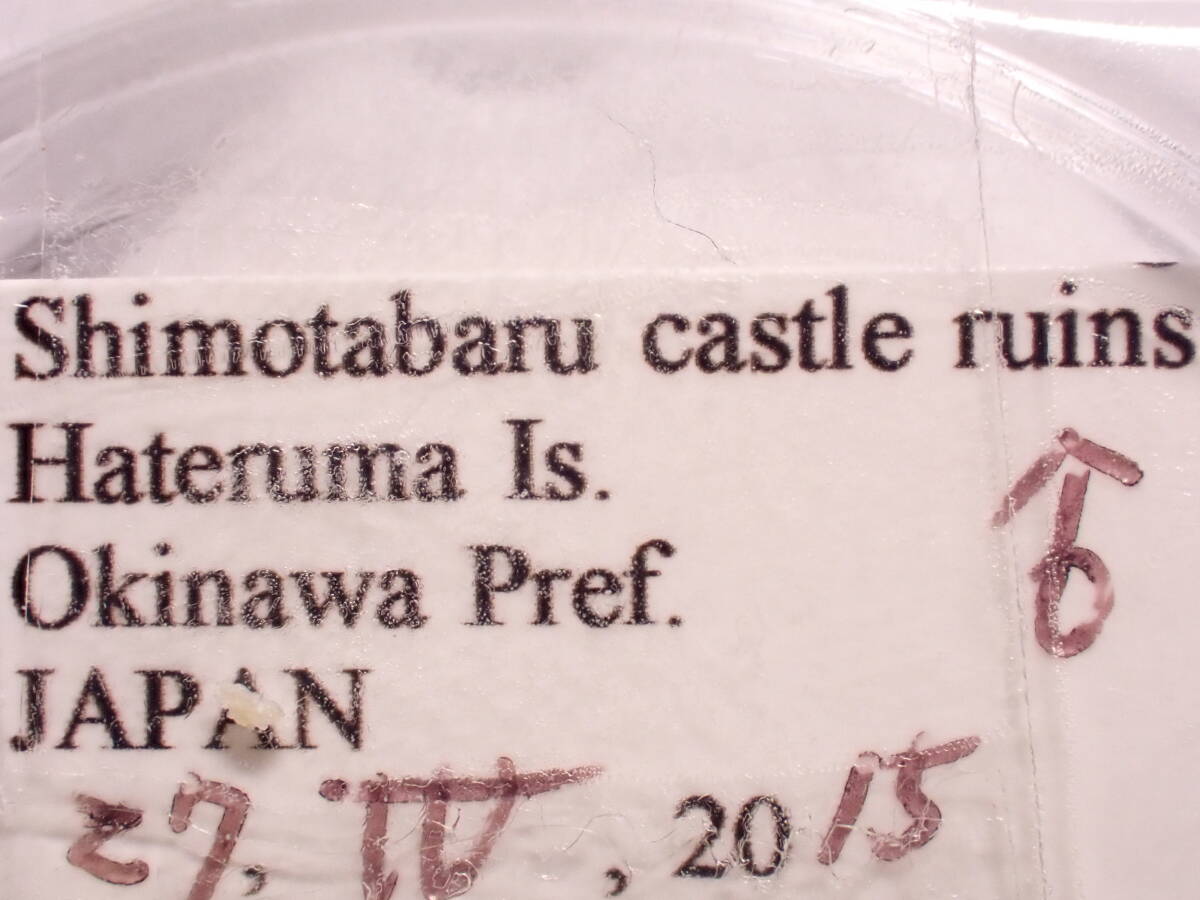 Shimotabaru castle ruins
Hateruma Is.
Okinawa Pref.
JAPAN
27, IV, 2015